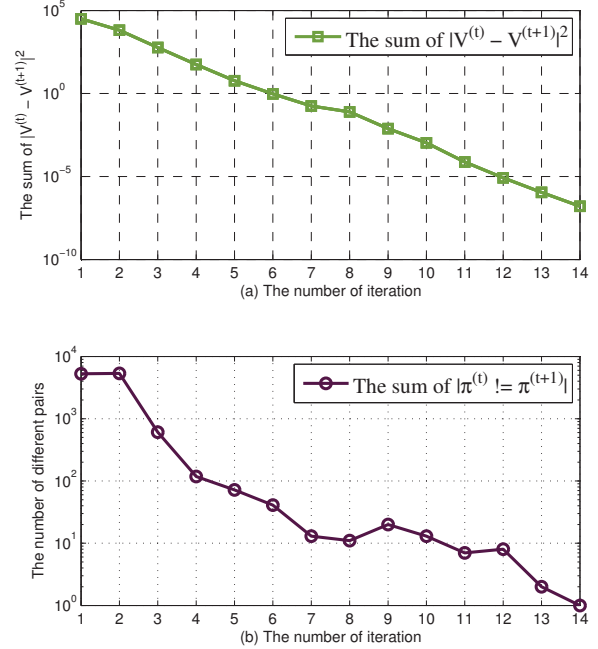 The sum of |V^(t) − V^(t+1)|^2
The sum of |V^(t) − V^(t+1)|^2
10^5
10^0
10^−5
10^−10
1 2 3 4 5 6 7 8 9 10 11 12 13 14
(a) The number of iteration
The sum of |π^(t) != π^(t+1)|
The number of different pairs
10^4
10^3
10^2
10^1
10^0
1 2 3 4 5 6 7 8 9 10 11 12 13 14
(b) The number of iteration